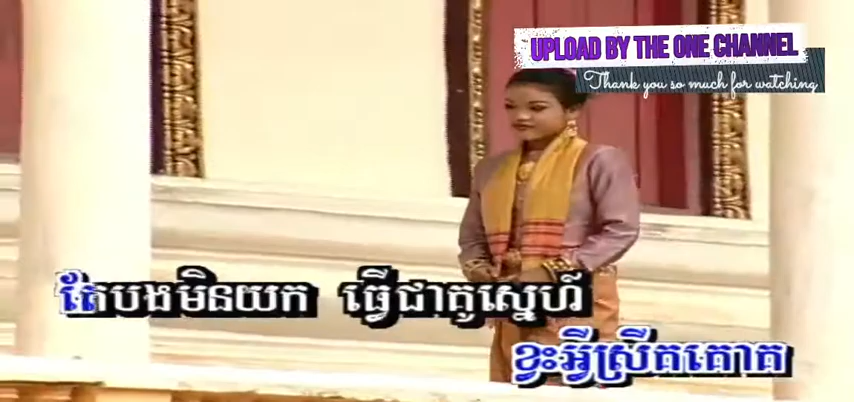 UPLOAD BY THE ONE CHANNEL
Thank you so much for watching
តែបងមិនយក ធ្វើជាគូស្នេហ៍
ខ្វះអ្វីស្រីគគោគ